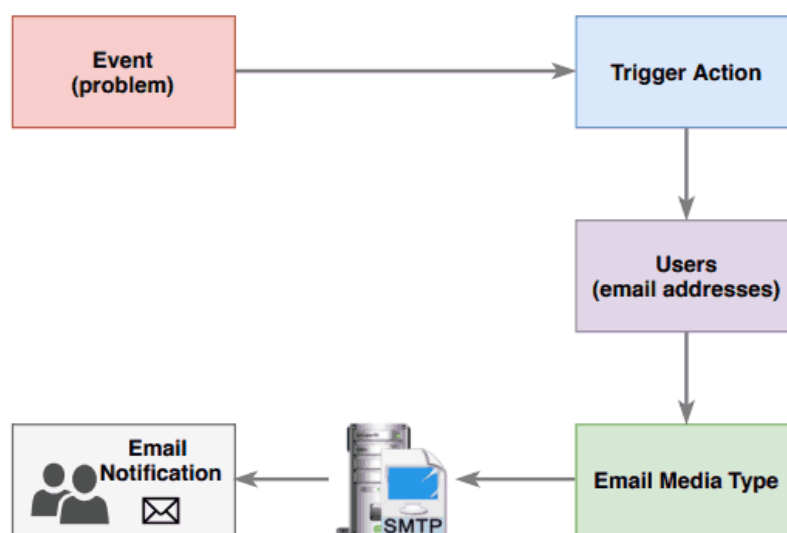 Event
(problem)
Trigger Action
Users
(email addresses)
Email Media Type
SMTP
Email
Notification